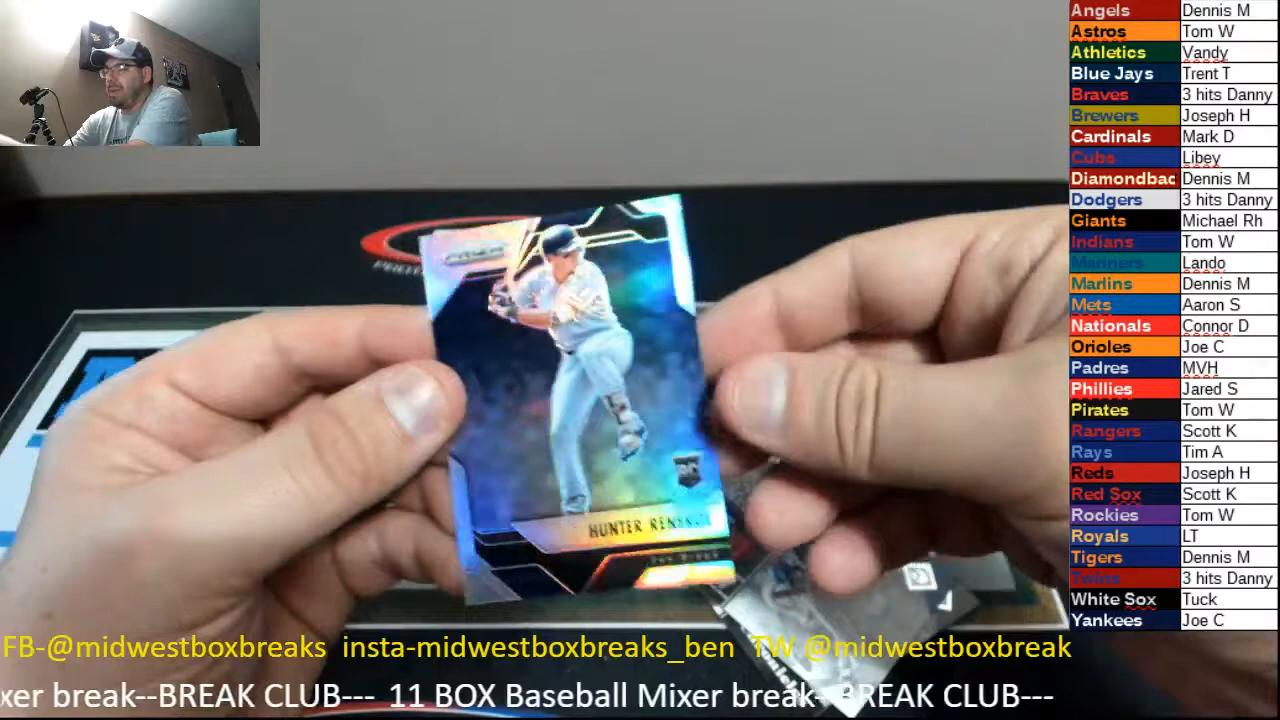 Angels Dennis M
Astros Tom W
Athletics Vandy
Blue Jays Trent T
Braves 3 hits Danny
Brewers Joseph H
Cardinals Mark D
Cubs Libey
Diamondbac Dennis M
Dodgers 3 hits Danny
Giants Michael Rh
Indians Tom W
Mariners Lando
Marlins Dennis M
Mets Aaron S
Nationals Connor D
Orioles Joe C
Padres MVH
Phillies Jared S
Pirates Tom W
Rangers Scott K
Rays Tim A
Reds Joseph H
Red Sox Scott K
Rockies Tom W
Royals LT
Tigers Dennis M
Twins 3 hits Danny
White Sox Tuck
Yankees Joe C
PRIZM
HUNTER
FB-@midwestboxbreaks insta-midwestboxbreaks_ben TW @midwestboxbreak
xer break--BREAK CLUB--- 11 BOX Baseball Mixer break--BREAK CLUB---